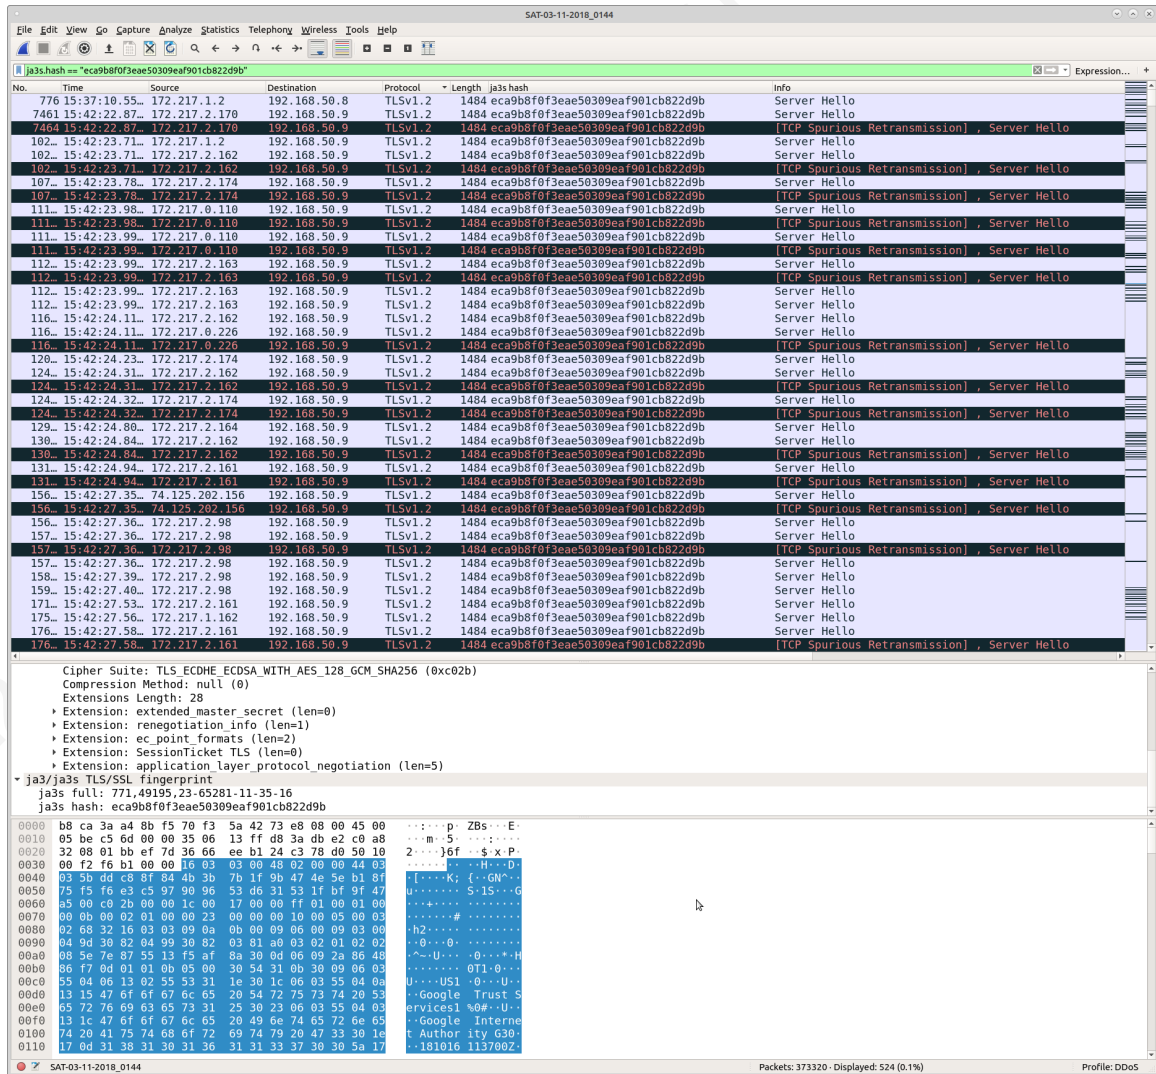 SAT-03-11-2018_0144
File Edit View Go Capture Analyze Statistics Telephony Wireless Tools Help
ja3s.hash == "eca9b8f0f3eae50309eaf901cb822d9b" Expression... +
No. Time Source Destination Protocol Length ja3s hash Info
776 15:37:10.55… 172.217.1.2 192.168.50.8 TLSv1.2 1484 eca9b8f0f3eae50309eaf901cb822d9b Server Hello
7461 15:42:22.87… 172.217.2.170 192.168.50.9 TLSv1.2 1484 eca9b8f0f3eae50309eaf901cb822d9b Server Hello
7464 15:42:22.87… 172.217.2.170 192.168.50.9 TLSv1.2 1484 eca9b8f0f3eae50309eaf901cb822d9b [TCP Spurious Retransmission] , Server Hello
102… 15:42:23.71… 172.217.1.2 192.168.50.9 TLSv1.2 1484 eca9b8f0f3eae50309eaf901cb822d9b Server Hello
102… 15:42:23.71… 172.217.2.162 192.168.50.9 TLSv1.2 1484 eca9b8f0f3eae50309eaf901cb822d9b Server Hello
102… 15:42:23.71… 172.217.2.162 192.168.50.9 TLSv1.2 1484 eca9b8f0f3eae50309eaf901cb822d9b [TCP Spurious Retransmission] , Server Hello
107… 15:42:23.78… 172.217.2.174 192.168.50.9 TLSv1.2 1484 eca9b8f0f3eae50309eaf901cb822d9b Server Hello
107… 15:42:23.78… 172.217.2.174 192.168.50.9 TLSv1.2 1484 eca9b8f0f3eae50309eaf901cb822d9b [TCP Spurious Retransmission] , Server Hello
111… 15:42:23.98… 172.217.0.110 192.168.50.9 TLSv1.2 1484 eca9b8f0f3eae50309eaf901cb822d9b Server Hello
111… 15:42:23.98… 172.217.0.110 192.168.50.9 TLSv1.2 1484 eca9b8f0f3eae50309eaf901cb822d9b [TCP Spurious Retransmission] , Server Hello
111… 15:42:23.99… 172.217.0.110 192.168.50.9 TLSv1.2 1484 eca9b8f0f3eae50309eaf901cb822d9b Server Hello
111… 15:42:23.99… 172.217.0.110 192.168.50.9 TLSv1.2 1484 eca9b8f0f3eae50309eaf901cb822d9b [TCP Spurious Retransmission] , Server Hello
112… 15:42:23.99… 172.217.2.163 192.168.50.9 TLSv1.2 1484 eca9b8f0f3eae50309eaf901cb822d9b Server Hello
112… 15:42:23.99… 172.217.2.163 192.168.50.9 TLSv1.2 1484 eca9b8f0f3eae50309eaf901cb822d9b [TCP Spurious Retransmission] , Server Hello
112… 15:42:23.99… 172.217.2.163 192.168.50.9 TLSv1.2 1484 eca9b8f0f3eae50309eaf901cb822d9b Server Hello
112… 15:42:23.99… 172.217.2.163 192.168.50.9 TLSv1.2 1484 eca9b8f0f3eae50309eaf901cb822d9b Server Hello
116… 15:42:24.11… 172.217.2.162 192.168.50.9 TLSv1.2 1484 eca9b8f0f3eae50309eaf901cb822d9b Server Hello
116… 15:42:24.11… 172.217.0.226 192.168.50.9 TLSv1.2 1484 eca9b8f0f3eae50309eaf901cb822d9b Server Hello
116… 15:42:24.11… 172.217.0.226 192.168.50.9 TLSv1.2 1484 eca9b8f0f3eae50309eaf901cb822d9b [TCP Spurious Retransmission] , Server Hello
120… 15:42:24.23… 172.217.2.174 192.168.50.9 TLSv1.2 1484 eca9b8f0f3eae50309eaf901cb822d9b Server Hello
124… 15:42:24.31… 172.217.2.162 192.168.50.9 TLSv1.2 1484 eca9b8f0f3eae50309eaf901cb822d9b Server Hello
124… 15:42:24.31… 172.217.2.162 192.168.50.9 TLSv1.2 1484 eca9b8f0f3eae50309eaf901cb822d9b [TCP Spurious Retransmission] , Server Hello
124… 15:42:24.32… 172.217.2.174 192.168.50.9 TLSv1.2 1484 eca9b8f0f3eae50309eaf901cb822d9b Server Hello
124… 15:42:24.32… 172.217.2.174 192.168.50.9 TLSv1.2 1484 eca9b8f0f3eae50309eaf901cb822d9b [TCP Spurious Retransmission] , Server Hello
129… 15:42:24.80… 172.217.2.164 192.168.50.9 TLSv1.2 1484 eca9b8f0f3eae50309eaf901cb822d9b Server Hello
130… 15:42:24.84… 172.217.2.162 192.168.50.9 TLSv1.2 1484 eca9b8f0f3eae50309eaf901cb822d9b Server Hello
130… 15:42:24.84… 172.217.2.162 192.168.50.9 TLSv1.2 1484 eca9b8f0f3eae50309eaf901cb822d9b [TCP Spurious Retransmission] , Server Hello
131… 15:42:24.94… 172.217.2.161 192.168.50.9 TLSv1.2 1484 eca9b8f0f3eae50309eaf901cb822d9b Server Hello
131… 15:42:24.94… 172.217.2.161 192.168.50.9 TLSv1.2 1484 eca9b8f0f3eae50309eaf901cb822d9b [TCP Spurious Retransmission] , Server Hello
156… 15:42:27.35… 74.125.202.156 192.168.50.9 TLSv1.2 1484 eca9b8f0f3eae50309eaf901cb822d9b Server Hello
156… 15:42:27.35… 74.125.202.156 192.168.50.9 TLSv1.2 1484 eca9b8f0f3eae50309eaf901cb822d9b [TCP Spurious Retransmission] , Server Hello
156… 15:42:27.36… 172.217.2.98 192.168.50.9 TLSv1.2 1484 eca9b8f0f3eae50309eaf901cb822d9b Server Hello
157… 15:42:27.36… 172.217.2.98 192.168.50.9 TLSv1.2 1484 eca9b8f0f3eae50309eaf901cb822d9b Server Hello
157… 15:42:27.36… 172.217.2.98 192.168.50.9 TLSv1.2 1484 eca9b8f0f3eae50309eaf901cb822d9b [TCP Spurious Retransmission] , Server Hello
157… 15:42:27.36… 172.217.2.98 192.168.50.9 TLSv1.2 1484 eca9b8f0f3eae50309eaf901cb822d9b Server Hello
158… 15:42:27.39… 172.217.2.98 192.168.50.9 TLSv1.2 1484 eca9b8f0f3eae50309eaf901cb822d9b Server Hello
159… 15:42:27.40… 172.217.2.98 192.168.50.9 TLSv1.2 1484 eca9b8f0f3eae50309eaf901cb822d9b Server Hello
171… 15:42:27.53… 172.217.2.161 192.168.50.9 TLSv1.2 1484 eca9b8f0f3eae50309eaf901cb822d9b Server Hello
175… 15:42:27.56… 172.217.1.162 192.168.50.9 TLSv1.2 1484 eca9b8f0f3eae50309eaf901cb822d9b Server Hello
176… 15:42:27.58… 172.217.2.161 192.168.50.9 TLSv1.2 1484 eca9b8f0f3eae50309eaf901cb822d9b Server Hello
176… 15:42:27.58… 172.217.2.161 192.168.50.9 TLSv1.2 1484 eca9b8f0f3eae50309eaf901cb822d9b [TCP Spurious Retransmission] , Server Hello
Cipher Suite: TLS_ECDHE_ECDSA_WITH_AES_128_GCM_SHA256 (0xc02b)
Compression Method: null (0)
Extensions Length: 28
Extension: extended_master_secret (len=0)
Extension: renegotiation_info (len=1)
Extension: ec_point_formats (len=2)
Extension: SessionTicket TLS (len=0)
Extension: application_layer_protocol_negotiation (len=5)
ja3/ja3s TLS/SSL fingerprint
ja3s full: 771,49195,23-65281-11-35-16
ja3s hash: eca9b8f0f3eae50309eaf901cb822d9b
0000 b8 ca 3a a4 8b f5 70 f3 5a 42 73 e8 08 00 45 00 ··:···p· ZBs···E·
0010 05 be c5 6d 00 00 35 06 13 ff d8 3a db e2 c0 a8 ···m··5· ···:····
0020 32 08 01 bb ef 7d 36 66 ee b1 24 c3 78 d0 50 10 2····}6f ··$·x·P·
0030 00 f2 f6 b1 00 00 16 03 03 00 48 02 00 00 44 03 ········ ··H···D·
0040 03 5b dd c8 8f 84 4b 3b 7b 1f 9b 47 4e 5e b1 8f ·[····K; {··GN^··
0050 75 f5 f6 e3 c5 97 90 96 53 d6 31 53 1f bf 9f 47 u······· S·1S···G
0060 a5 00 c0 2b 00 00 1c 00 17 00 00 ff 01 00 01 00 ···+···· ········
0070 00 0b 00 02 01 00 00 23 00 00 00 10 00 05 00 03 ·······# ········
0080 02 68 32 16 03 03 09 0a 0b 00 09 06 00 09 03 00 ·h2····· ········
0090 04 9d 30 82 04 99 30 82 03 81 a0 03 02 01 02 02 ··0···0· ········
00a0 08 5e 7e 87 55 13 f5 af 8a 30 0d 06 09 2a 86 48 ·^~·U··· ·0···*·H
00b0 86 f7 0d 01 01 0b 05 00 30 54 31 0b 30 09 06 03 ········ 0T1·0···
00c0 55 04 06 13 02 55 53 31 1e 30 1c 06 03 55 04 0a U····US1 ·0···U··
00d0 13 15 47 6f 6f 67 6c 65 20 54 72 75 73 74 20 53 ··Google Trust S
00e0 65 72 76 69 63 65 73 31 25 30 23 06 03 55 04 03 ervices1 %0#··U··
00f0 13 1c 47 6f 6f 67 6c 65 20 49 6e 74 65 72 6e 65 ··Google Interne
0100 74 20 41 75 74 68 6f 72 69 74 79 20 47 33 30 1e t Author ity G30·
0110 17 0d 31 38 31 30 31 36 31 31 33 37 30 30 5a 17 ··181016 113700Z·
SAT-03-11-2018_0144 Packets: 373320 · Displayed: 524 (0.1%) Profile: DDoS